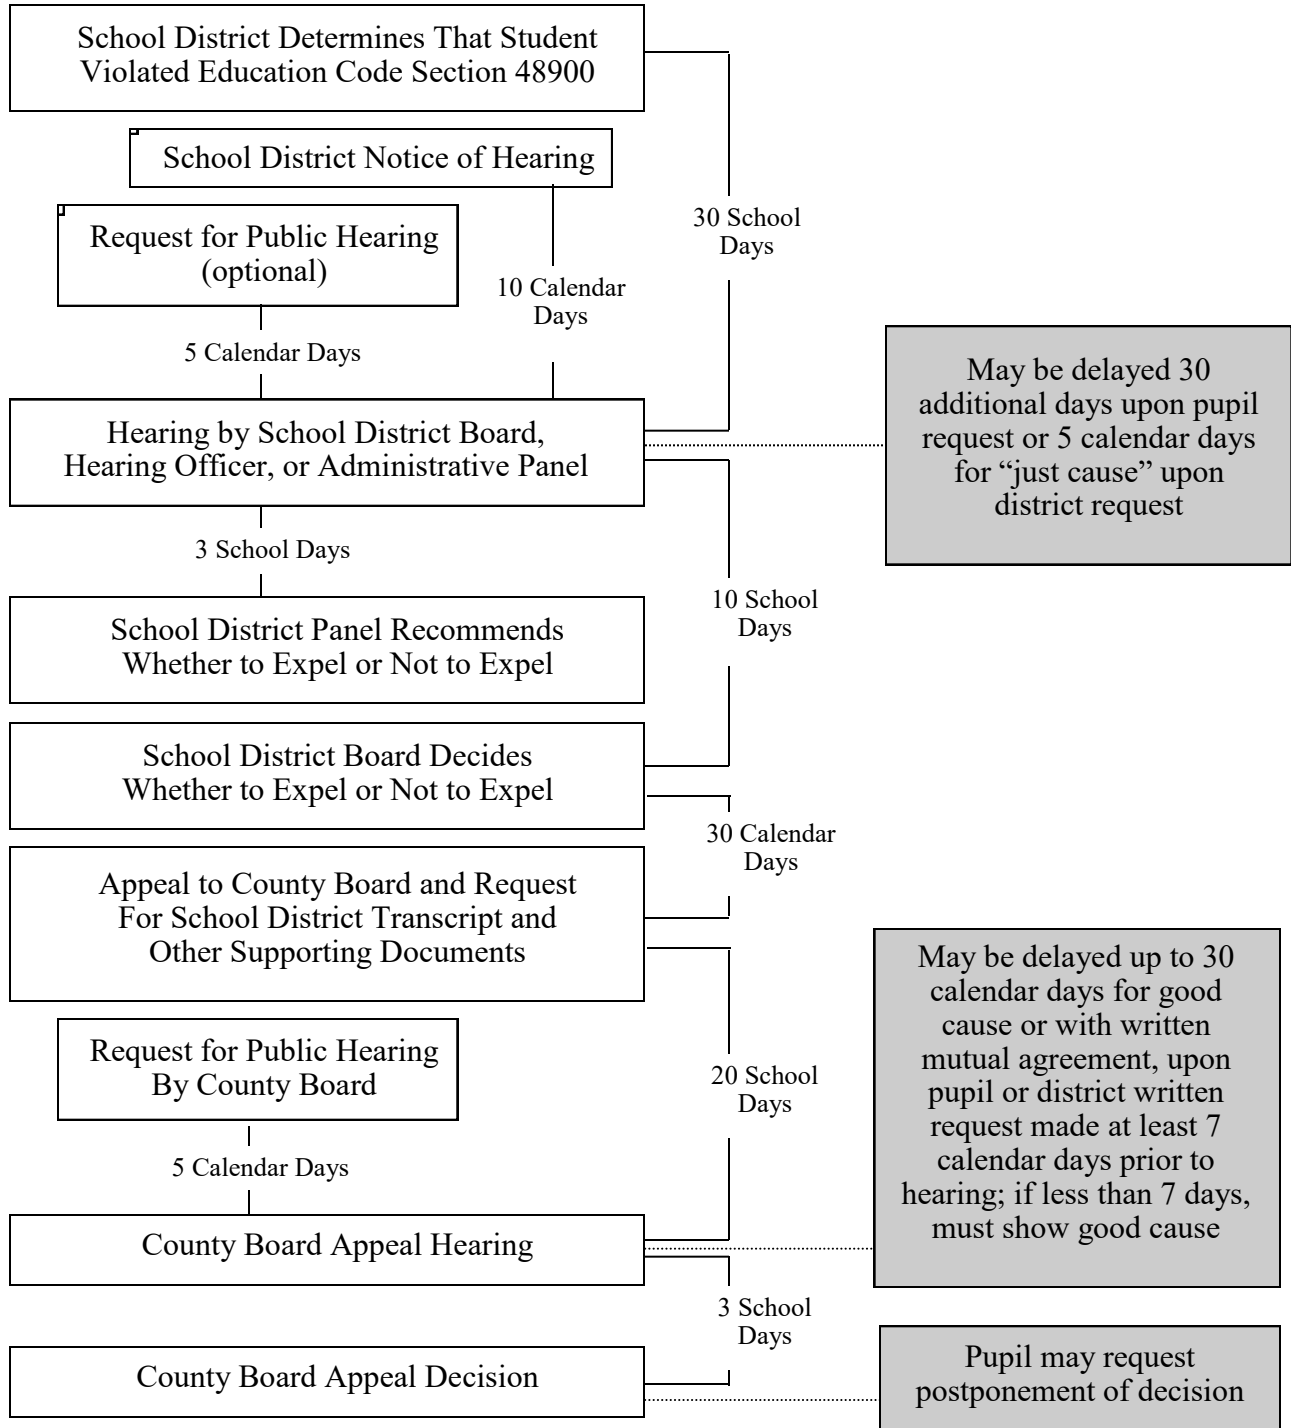 School District Determines That Student
Violated Education Code Section 48900
School District Notice of Hearing
30 School
Days
Request for Public Hearing
(optional)
10 Calendar
Days
5 Calendar Days
May be delayed 30
additional days upon pupil
request or 5 calendar days
for “just cause” upon
district request
Hearing by School District Board,
Hearing Officer, or Administrative Panel
3 School Days
10 School
Days
School District Panel Recommends
Whether to Expel or Not to Expel
School District Board Decides
Whether to Expel or Not to Expel
30 Calendar
Days
Appeal to County Board and Request
For School District Transcript and
Other Supporting Documents
May be delayed up to 30
calendar days for good
cause or with written
mutual agreement, upon
pupil or district written
request made at least 7
calendar days prior to
hearing; if less than 7 days,
must show good cause
Request for Public Hearing
By County Board
20 School
Days
5 Calendar Days
County Board Appeal Hearing
3 School
Days
County Board Appeal Decision
Pupil may request
postponement of decision